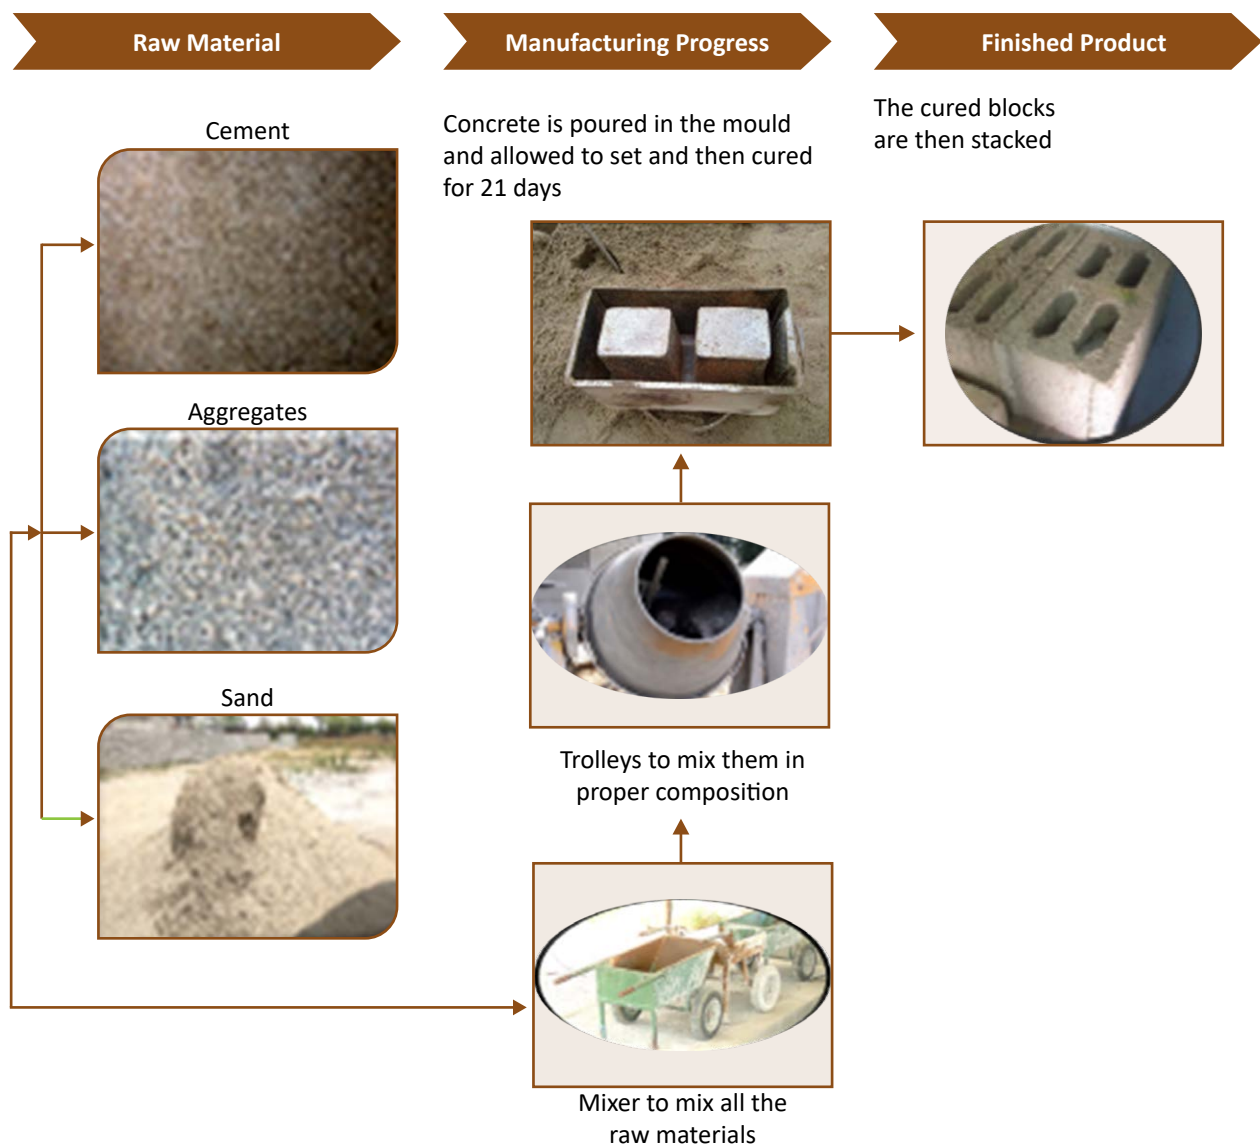 Raw Material
Manufacturing Progress
Finished Product
Cement
Aggregates
Sand
Concrete is poured in the mould
and allowed to set and then cured
for 21 days
Trolleys to mix them in
proper composition
Mixer to mix all the
raw materials
The cured blocks
are then stacked